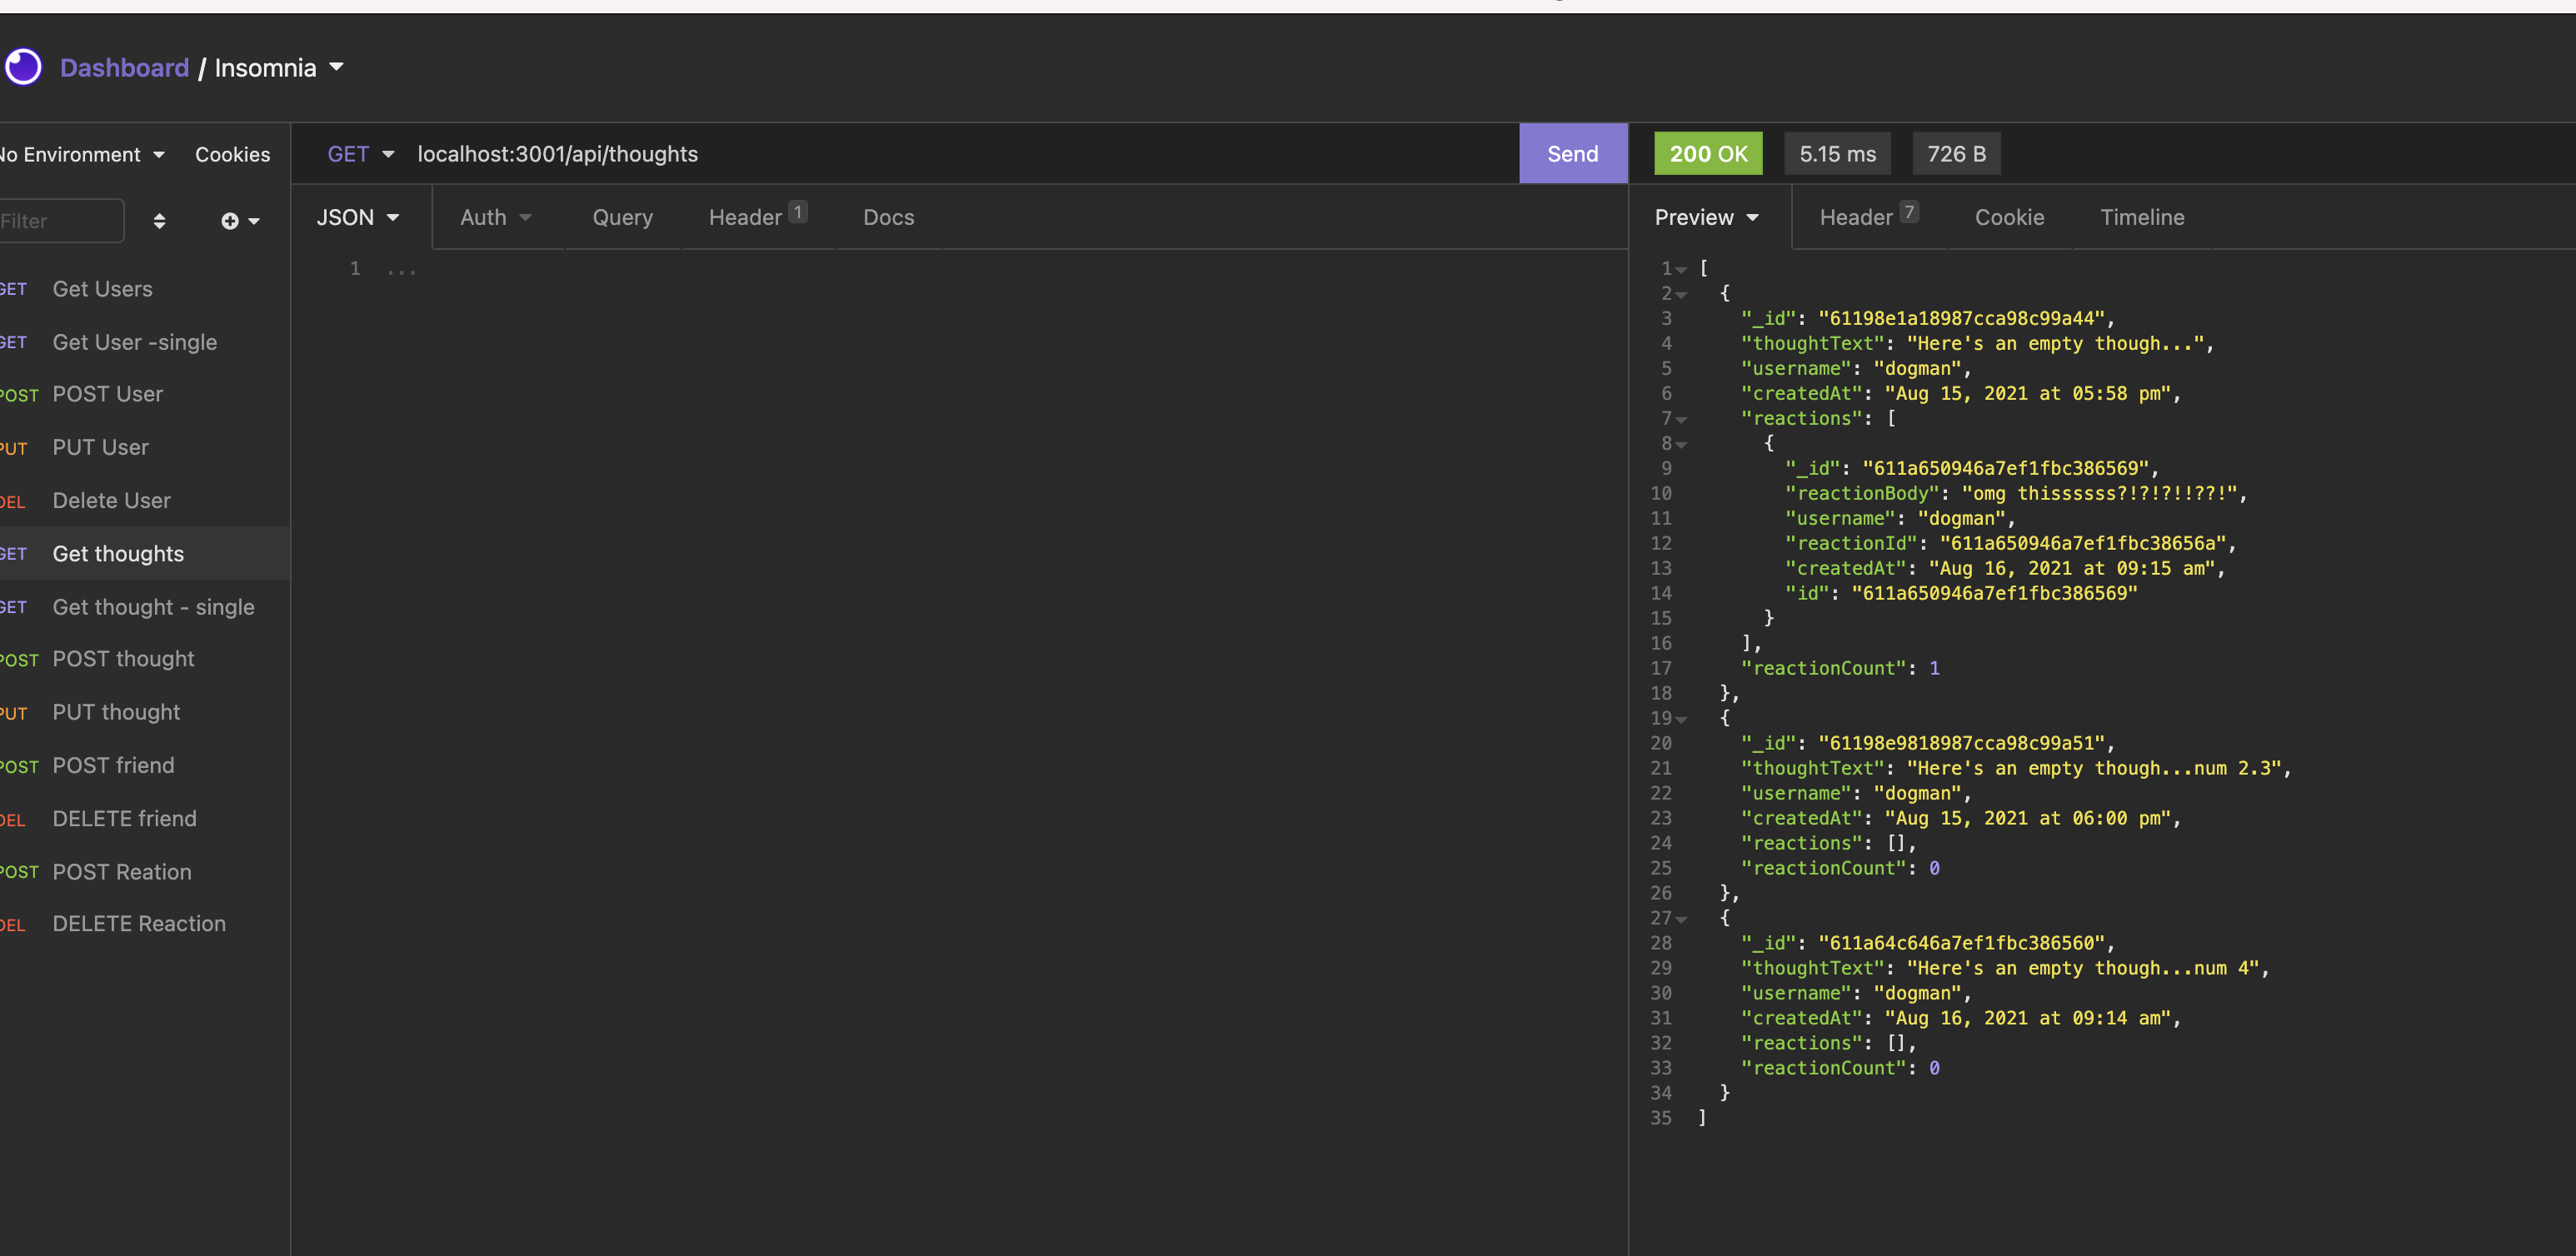 Dashboard / Insomnia
No Environment Cookies
GET localhost:3001/api/thoughts Send 200 OK 5.15 ms 726 B
Filter
JSON Auth Query Header 1 Docs
Preview Header 7 Cookie Timeline
GET Get Users
GET Get User -single
POST POST User
PUT PUT User
DEL Delete User
GET Get thoughts
GET Get thought - single
POST POST thought
PUT PUT thought
POST POST friend
DEL DELETE friend
POST POST Reation
DEL DELETE Reaction
1 ...
1 [
2 {
3 "_id": "61198e1a18987cca98c99a44",
4 "thoughtText": "Here's an empty though...",
5 "username": "dogman",
6 "createdAt": "Aug 15, 2021 at 05:58 pm",
7 "reactions": [
8 {
9 "_id": "611a650946a7ef1fbc386569",
10 "reactionBody": "omg thissssss?!?!?!!??!",
11 "username": "dogman",
12 "reactionId": "611a650946a7ef1fbc38656a",
13 "createdAt": "Aug 16, 2021 at 09:15 am",
14 "id": "611a650946a7ef1fbc386569"
15 }
16 ],
17 "reactionCount": 1
18 },
19 {
20 "_id": "61198e9818987cca98c99a51",
21 "thoughtText": "Here's an empty though...num 2.3",
22 "username": "dogman",
23 "createdAt": "Aug 15, 2021 at 06:00 pm",
24 "reactions": [],
25 "reactionCount": 0
26 },
27 {
28 "_id": "611a64c646a7ef1fbc386560",
29 "thoughtText": "Here's an empty though...num 4",
30 "username": "dogman",
31 "createdAt": "Aug 16, 2021 at 09:14 am",
32 "reactions": [],
33 "reactionCount": 0
34 }
35 ]